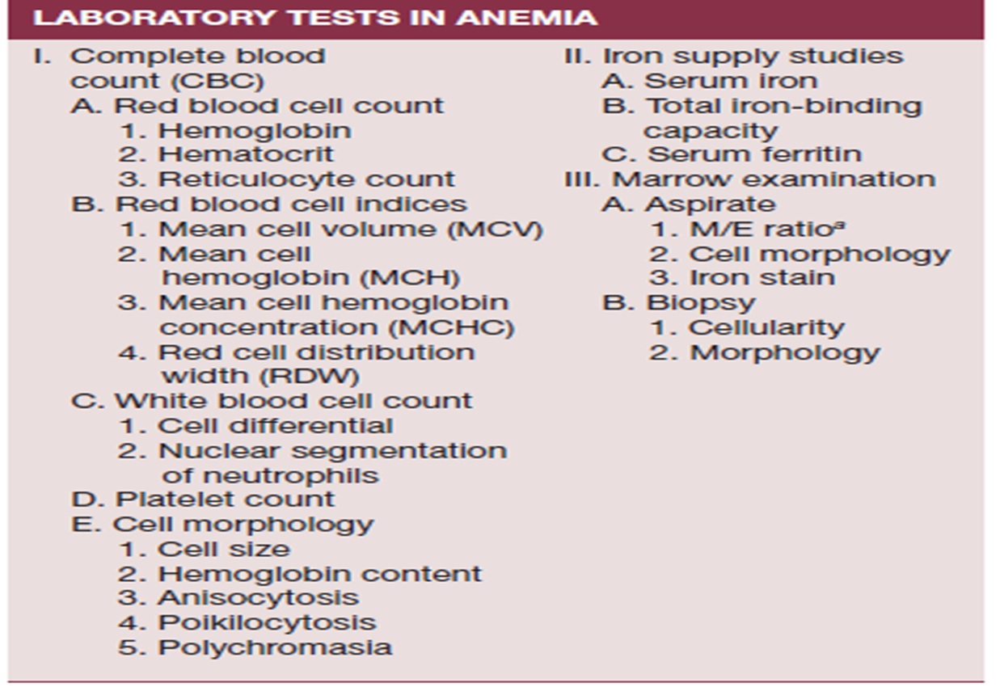 LABORATORY TESTS IN ANEMIA
I. Complete blood
count (CBC)
A. Red blood cell count
1. Hemoglobin
2. Hematocrit
3. Reticulocyte count
B. Red blood cell indices
1. Mean cell volume (MCV)
2. Mean cell
hemoglobin (MCH)
3. Mean cell hemoglobin
concentration (MCHC)
4. Red cell distribution
width (RDW)
C. White blood cell count
1. Cell differential
2. Nuclear segmentation
of neutrophils
D. Platelet count
E. Cell morphology
1. Cell size
2. Hemoglobin content
3. Anisocytosis
4. Poikilocytosis
5. Polychromasia
II. Iron supply studies
A. Serum iron
B. Total iron-binding
capacity
C. Serum ferritin
III. Marrow examination
A. Aspirate
1. M/E ratioᵃ
2. Cell morphology
3. Iron stain
B. Biopsy
1. Cellularity
2. Morphology